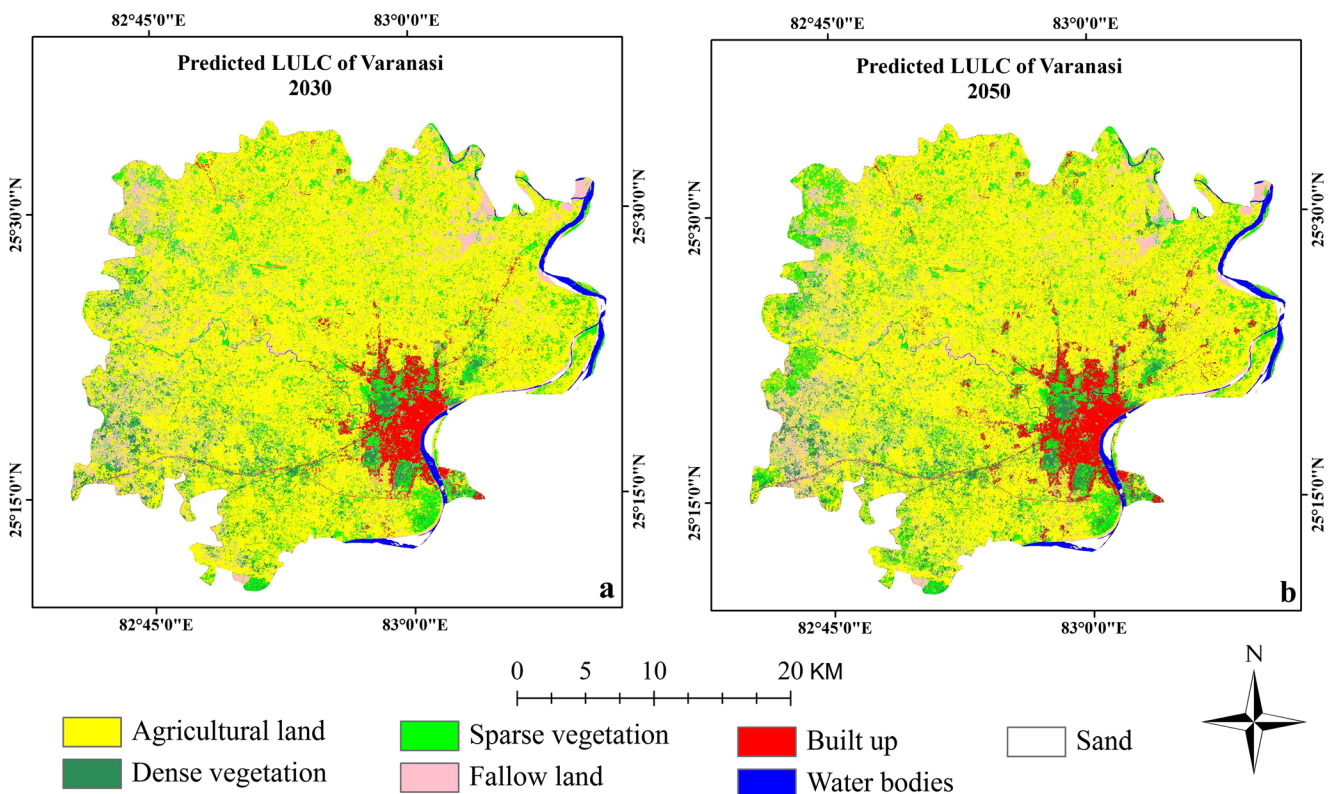 82°45'0"E
83°0'0"E
Predicted LULC of Varanasi
2030
25°30'0"N
25°30'0"N
25°15'0"N
25°15'0"N
a
82°45'0"E
83°0'0"E
82°45'0"E
83°0'0"E
Predicted LULC of Varanasi
2050
25°30'0"N
25°30'0"N
25°15'0"N
25°15'0"N
b
82°45'0"E
83°0'0"E
0 5 10 20 KM
N
Agricultural land
Sparse vegetation
Built up
Sand
Dense vegetation
Fallow land
Water bodies